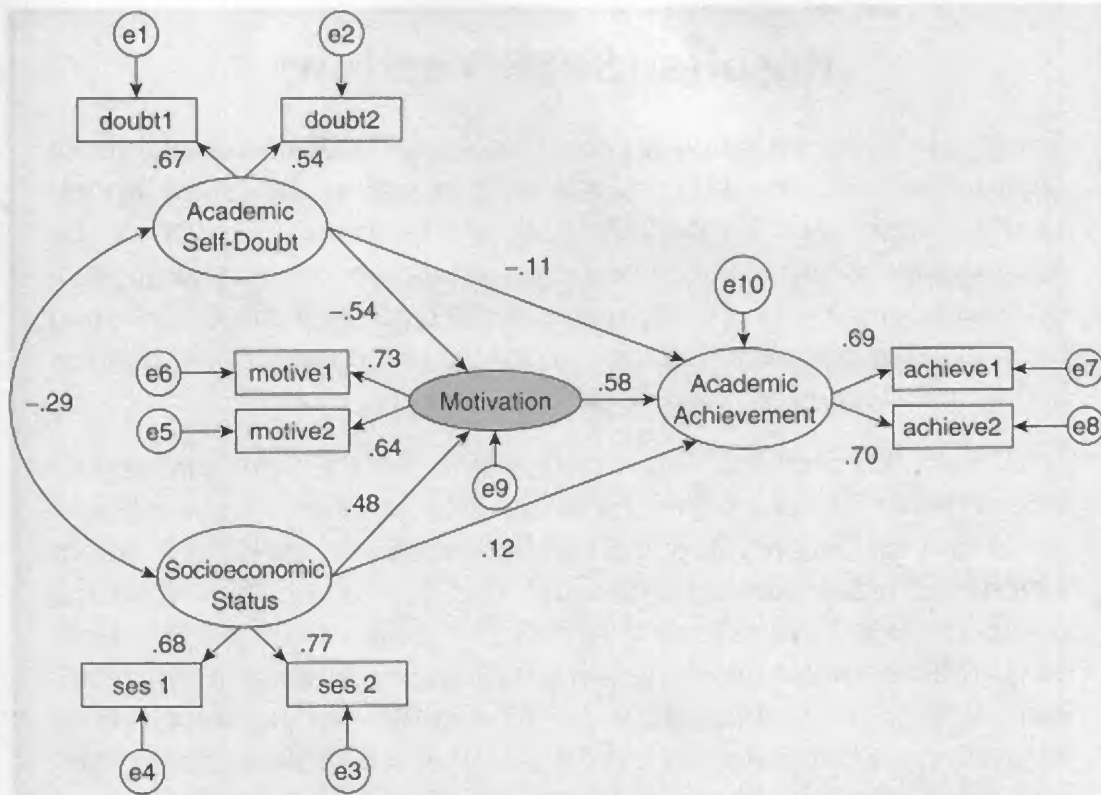 e1
e2
doubt1
doubt2
.67
.54
Academic
Self-Doubt
–.11
e10
–.54
.69
e6
motive1
.73
achieve1
e7
–.29
Motivation
.58
Academic
Achievement
e5
motive2
.64
achieve2
e8
.70
e9
.48
.12
Socioeconomic
Status
.68
.77
ses 1
ses 2
e4
e3